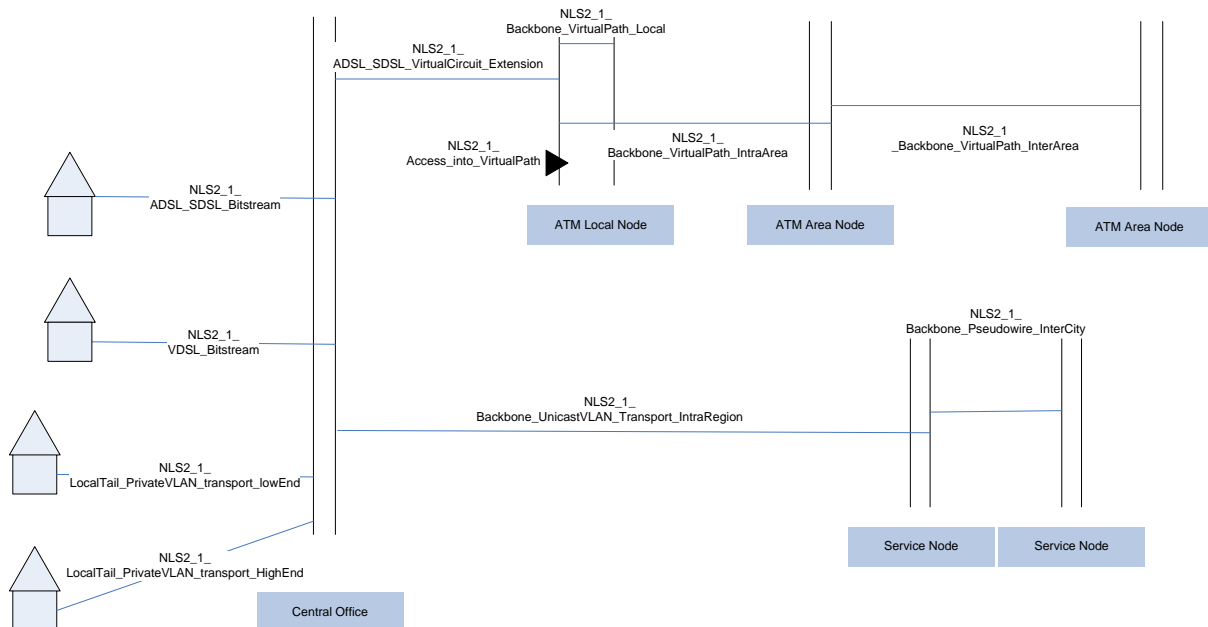 NLS2_1_
Backbone_VirtualPath_Local
NLS2_1_
ADSL_SDSL_VirtualCircuit_Extension
NLS2_1_
Access_into_VirtualPath
NLS2_1_
Backbone_VirtualPath_IntraArea
NLS2_1
_Backbone_VirtualPath_InterArea
NLS2_1_
ADSL_SDSL_Bitstream
ATM Local Node
ATM Area Node
ATM Area Node
NLS2_1_
VDSL_Bitstream
NLS2_1_
Backbone_Pseudowire_InterCity
NLS2_1_
Backbone_UnicastVLAN_Transport_IntraRegion
NLS2_1_
LocalTail_PrivateVLAN_transport_lowEnd
Service Node
Service Node
NLS2_1_
LocalTail_PrivateVLAN_transport_HighEnd
Central Office